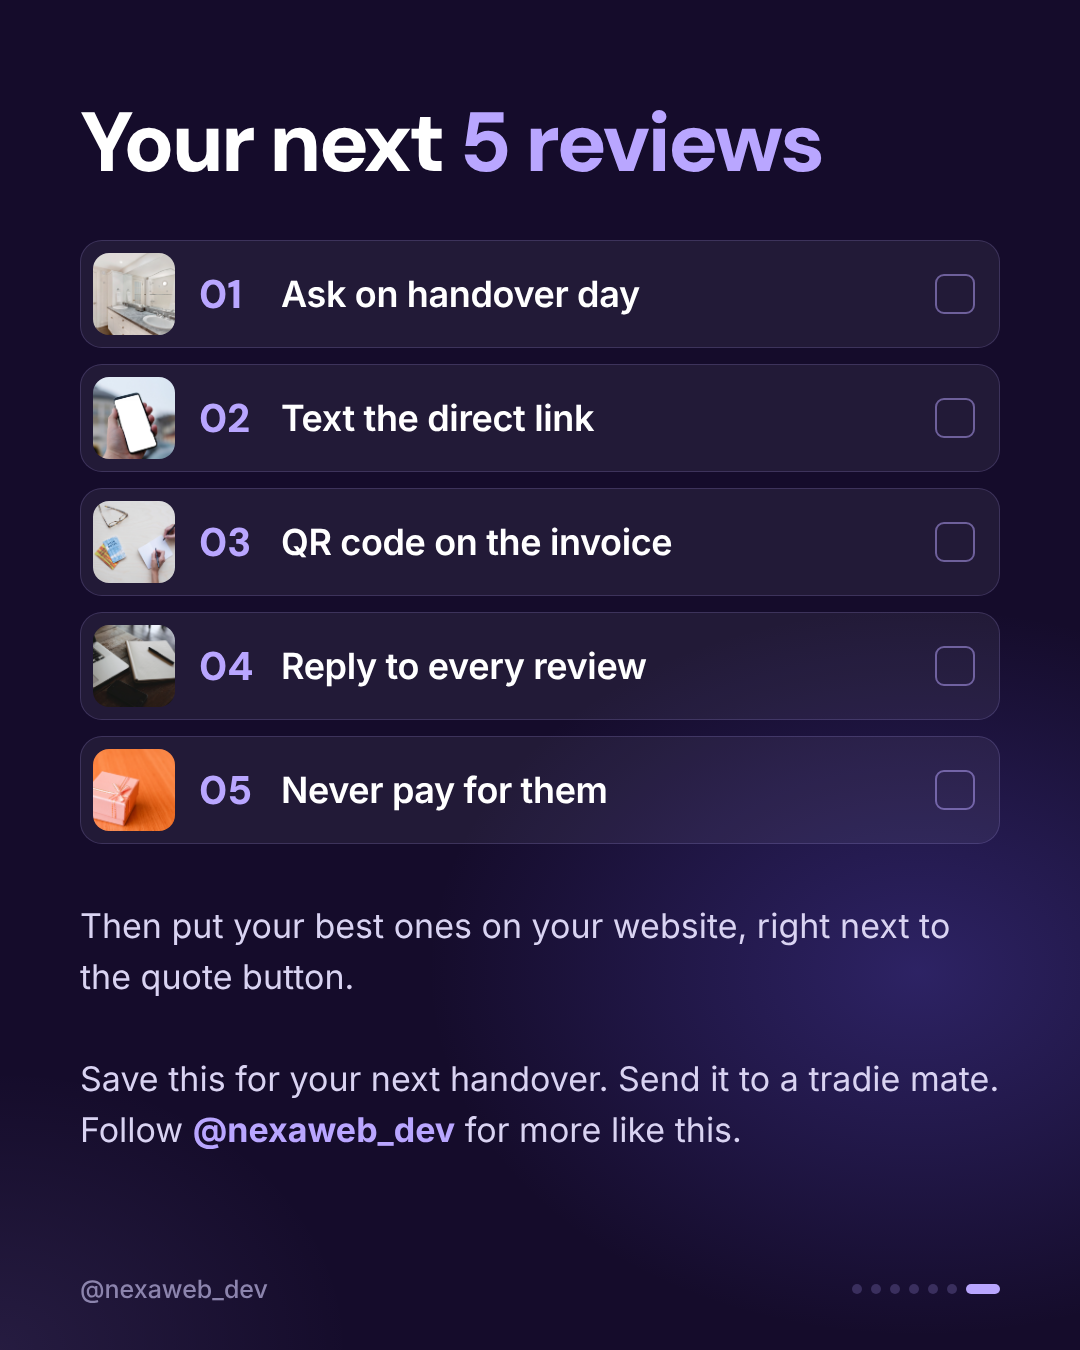 Your next 5 reviews
01 Ask on handover day
02 Text the direct link
03 QR code on the invoice
04 Reply to every review
05 Never pay for them
Then put your best ones on your website, right next to
the quote button.
Save this for your next handover. Send it to a tradie mate.
Follow @nexaweb_dev for more like this.
@nexaweb_dev